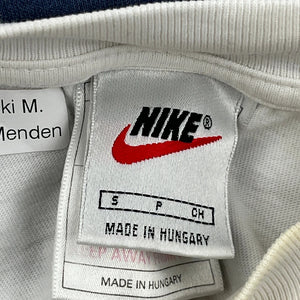 ki M.
Menden
NIKE®
S P CH
MADE IN HUNGARY
MADE IN HUNGARY